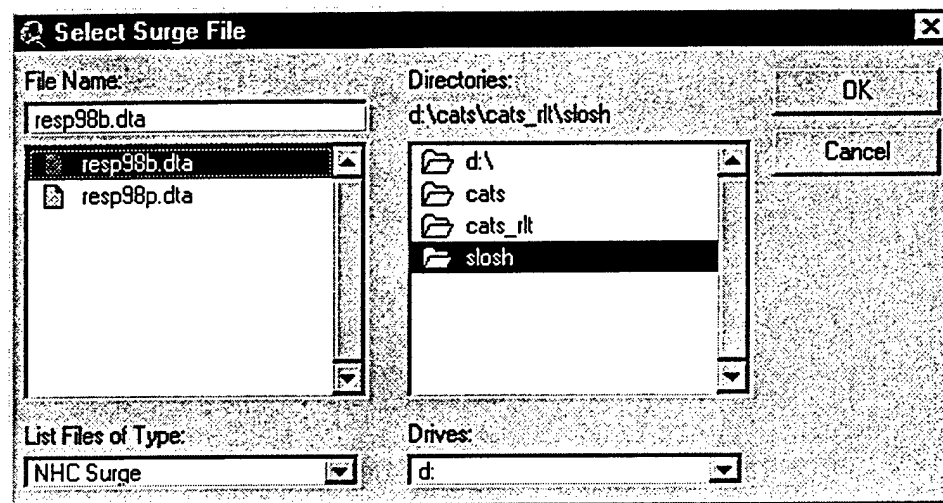 Select Surge File
File Name:
resp98b.dta
resp98b.dta
resp98p.dta
List Files of Type:
NHC Surge
Directories:
d:\cats\cats_rlt\slosh
d:\
cats
cats_rlt
slosh
Drives:
d:
OK
Cancel